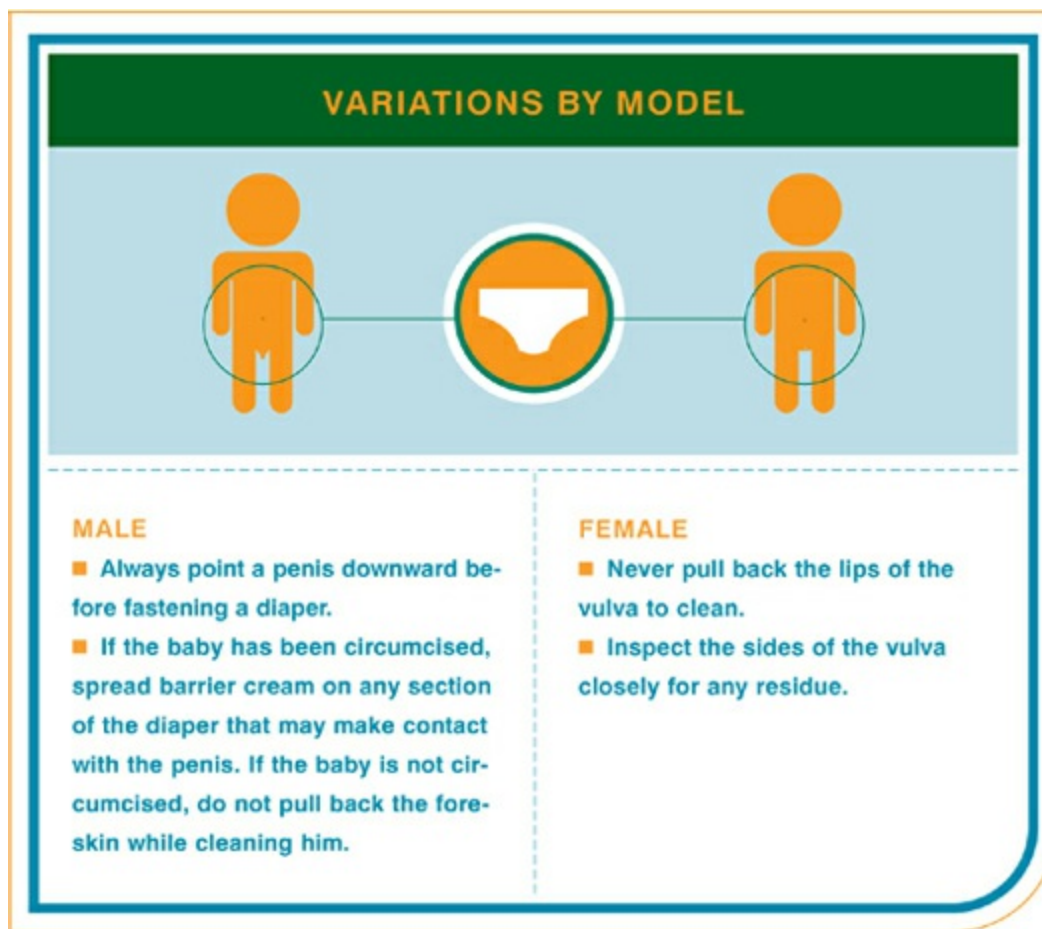 VARIATIONS BY MODEL
MALE
■ Always point a penis downward be-
fore fastening a diaper.
■ If the baby has been circumcised,
spread barrier cream on any section
of the diaper that may make contact
with the penis. If the baby is not cir-
cumcised, do not pull back the fore-
skin while cleaning him.
FEMALE
■ Never pull back the lips of the
vulva to clean.
■ Inspect the sides of the vulva
closely for any residue.